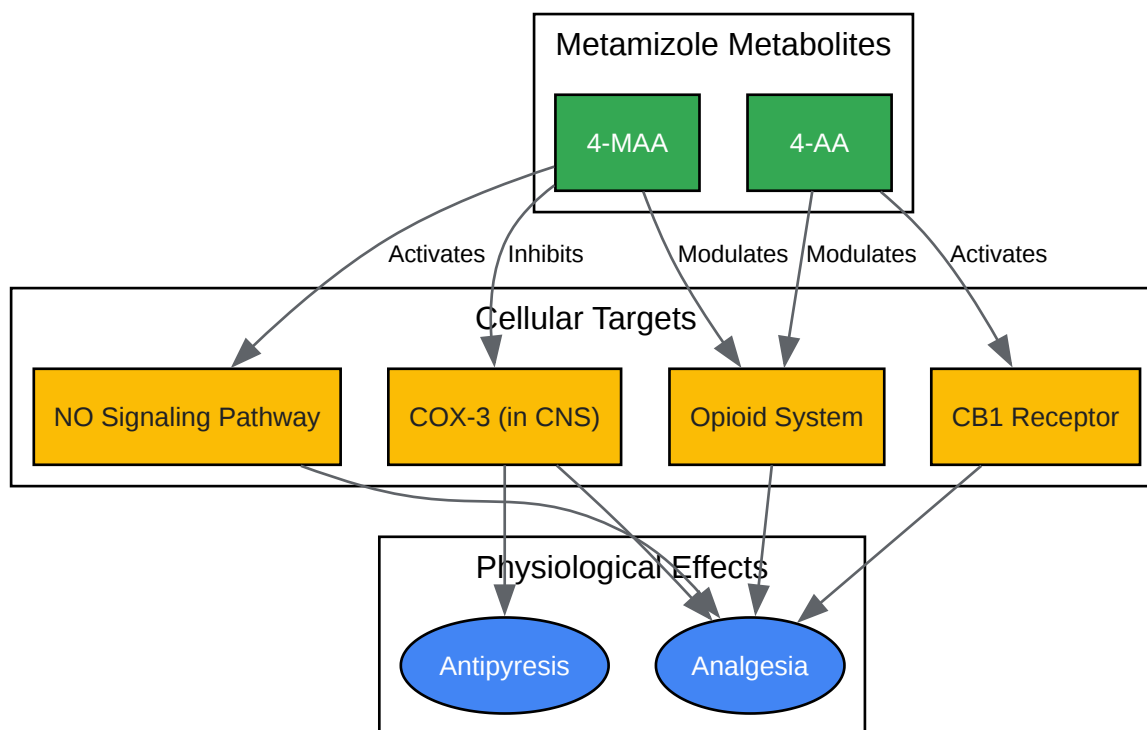 Metamizole Metabolites
4-MAA
4-AA
Activates
Inhibits
Modulates
Modulates
Activates
Cellular Targets
NO Signaling Pathway
COX-3 (in CNS)
Opioid System
CB1 Receptor
Physiological Effects
Antipyresis
Analgesia